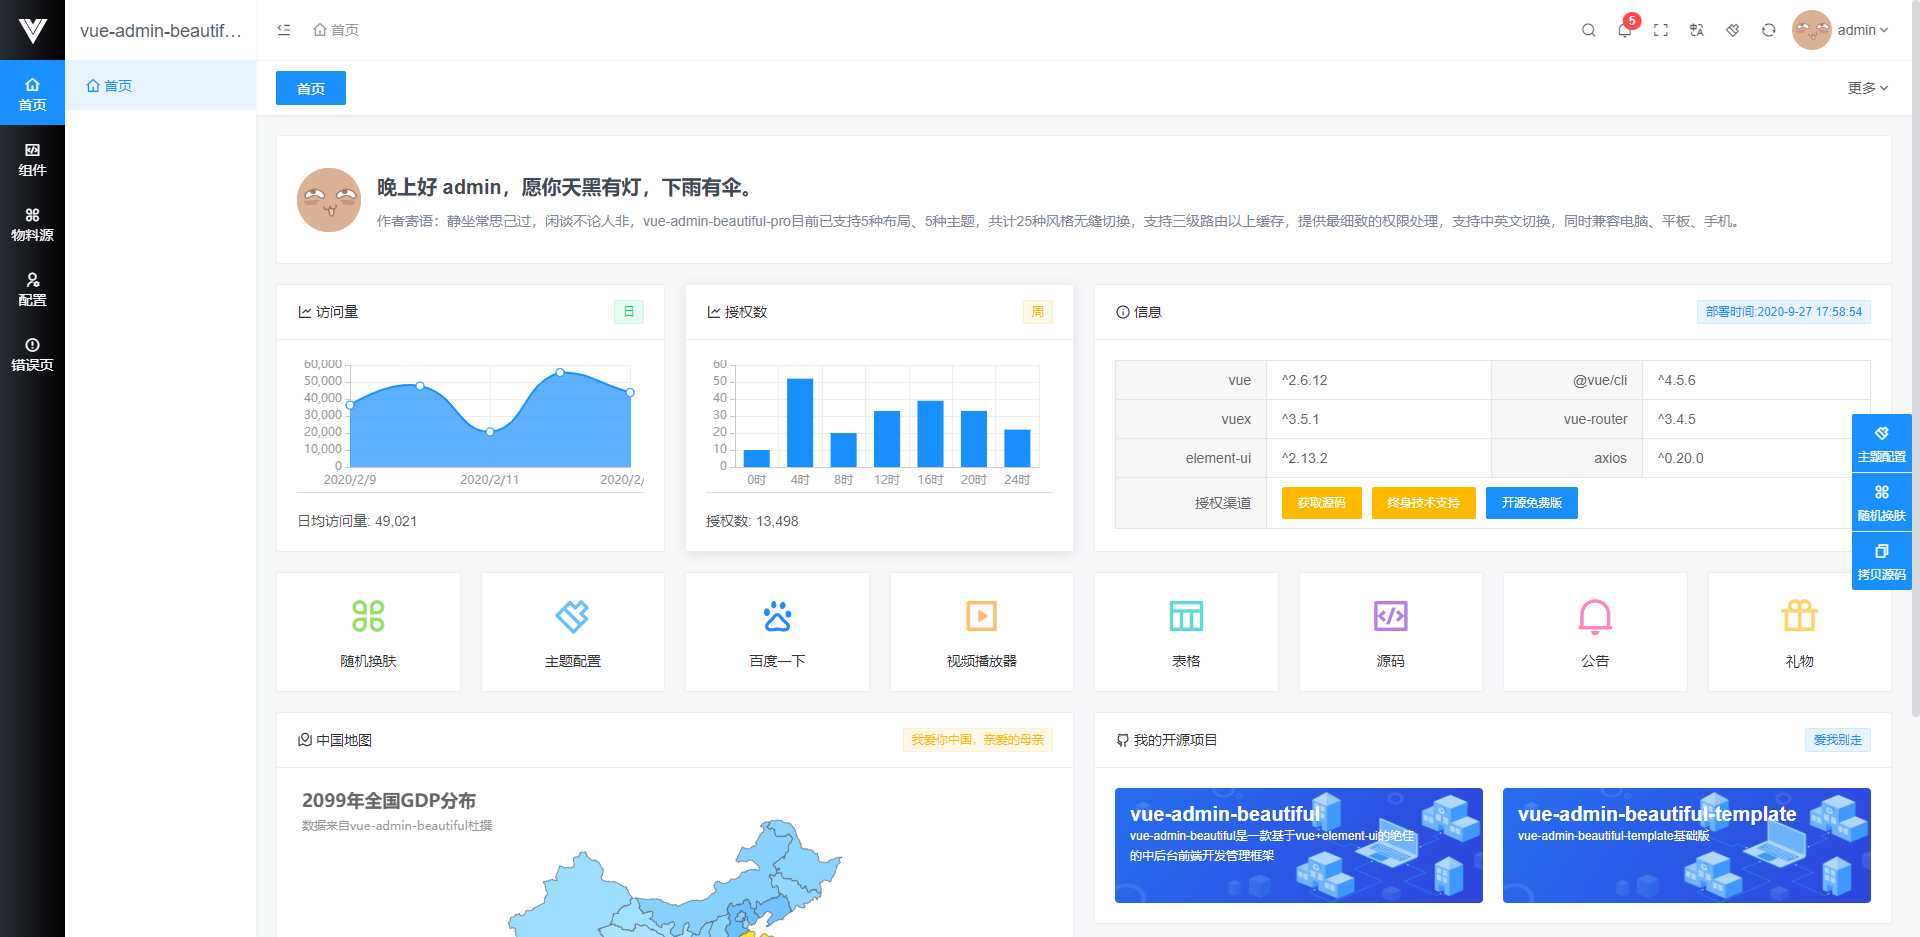 vue-admin-beautif...
首页
5
admin
首页
首页
首页
更多
组件
物料源
配置
错误页
晚上好 admin，愿你天黑有灯，下雨有伞。
作者寄语：静坐常思己过，闲谈不论人非，vue-admin-beautiful-pro目前已支持5种布局、5种主题，共计25种风格无缝切换，支持三级路由以上缓存，提供最细致的权限处理，支持中英文切换，同时兼容电脑、平板、手机。
访问量
日
60,000
50,000
40,000
30,000
20,000
10,000
0
2020/2/9 2020/2/11 2020/2/
日均访问量: 49,021
授权数
周
60
50
40
30
20
10
0
0时 4时 8时 12时 16时 20时 24时
授权数: 13,498
信息
部署时间:2020-9-27 17:58:54
vue ^2.6.12 @vue/cli ^4.5.6
vuex ^3.5.1 vue-router ^3.4.5
element-ui ^2.13.2 axios ^0.20.0
授权渠道 获取源码 终身技术支持 开源免费版
主题配置
随机换肤
拷贝源码
随机换肤
主题配置
百度一下
视频播放器
表格
源码
公告
礼物
中国地图
我爱你中国，亲爱的母亲
2099年全国GDP分布
数据来自vue-admin-beautiful杜撰
我的开源项目
爱我别走
vue-admin-beautiful
vue-admin-beautiful是一款基于vue+element-ui的绝佳
的中后台前端开发管理框架
vue-admin-beautiful-template
vue-admin-beautiful-template基础版